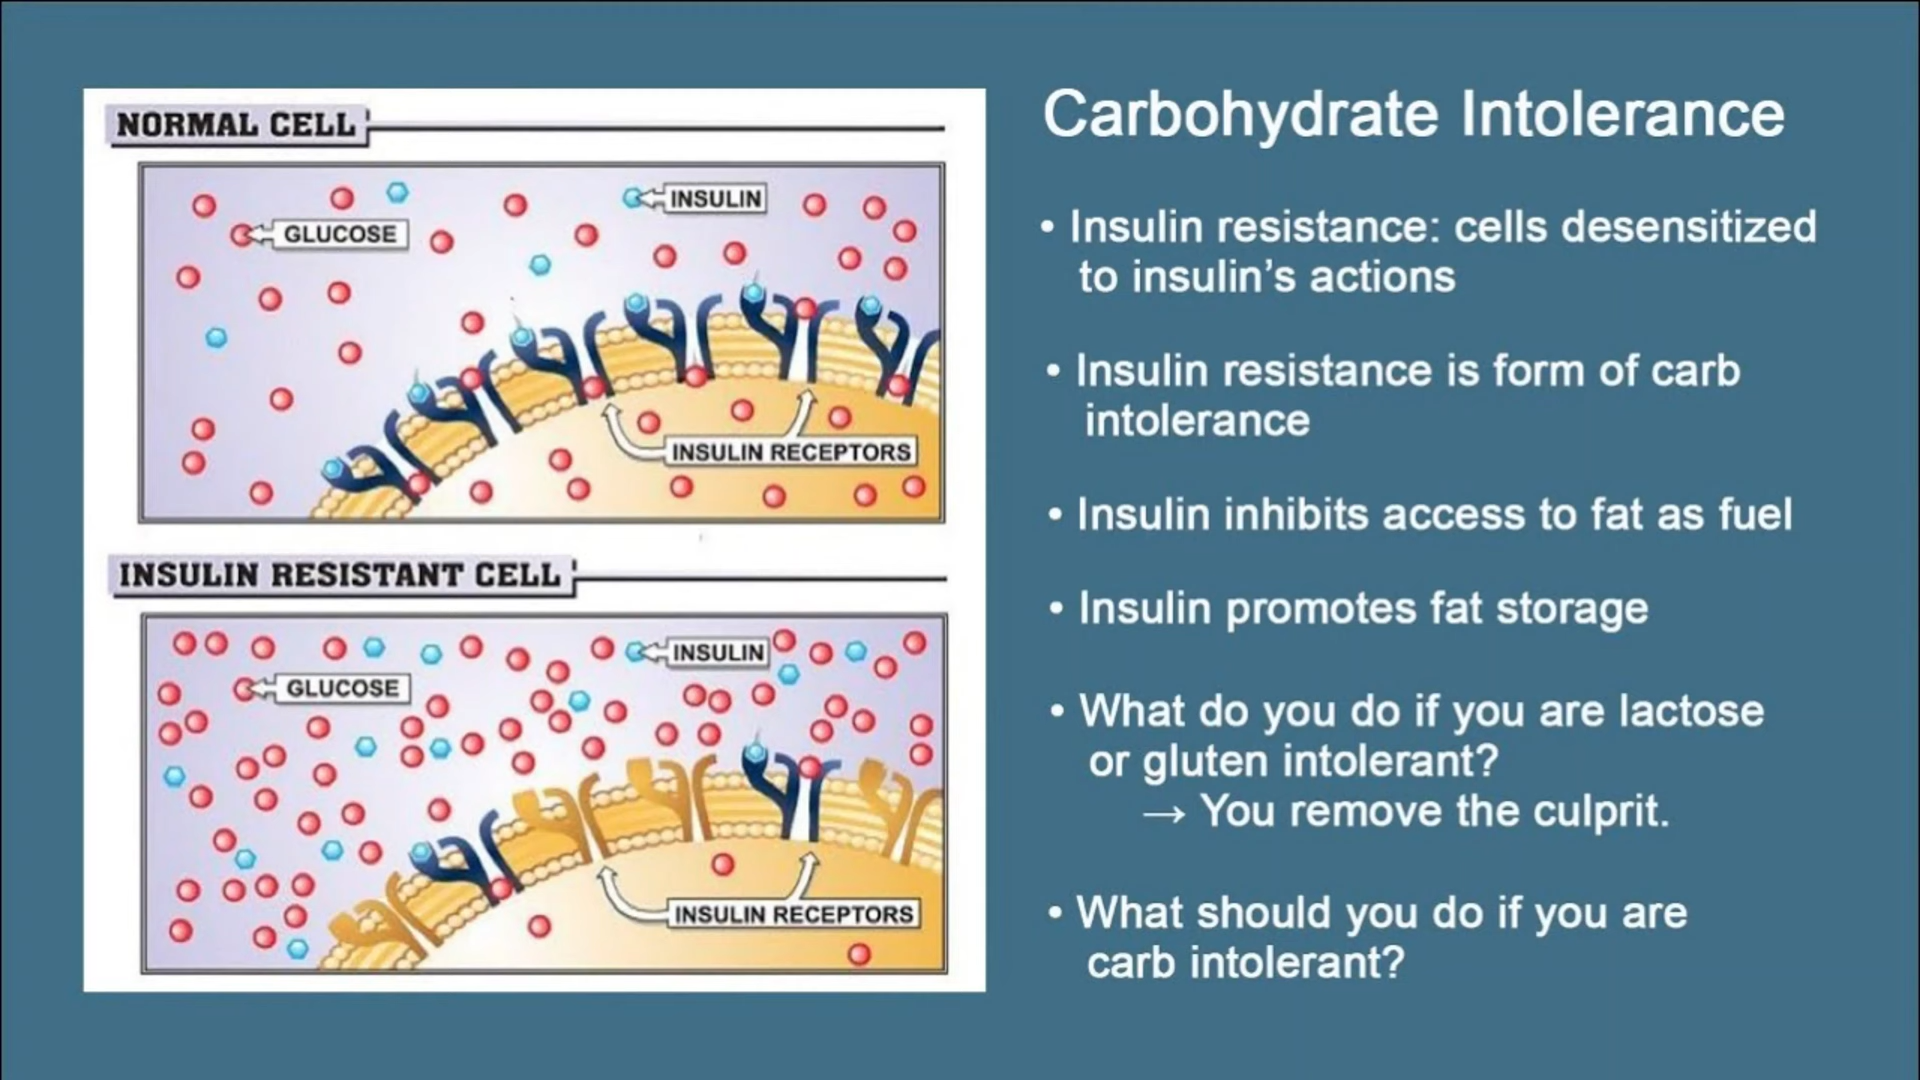 NORMAL CELL
INSULIN
GLUCOSE
INSULIN RECEPTORS
INSULIN RESISTANT CELL
INSULIN
GLUCOSE
INSULIN RECEPTORS
Carbohydrate Intolerance
• Insulin resistance: cells desensitized
to insulin’s actions
• Insulin resistance is form of carb
intolerance
• Insulin inhibits access to fat as fuel
• Insulin promotes fat storage
• What do you do if you are lactose
or gluten intolerant?
→ You remove the culprit.
• What should you do if you are
carb intolerant?